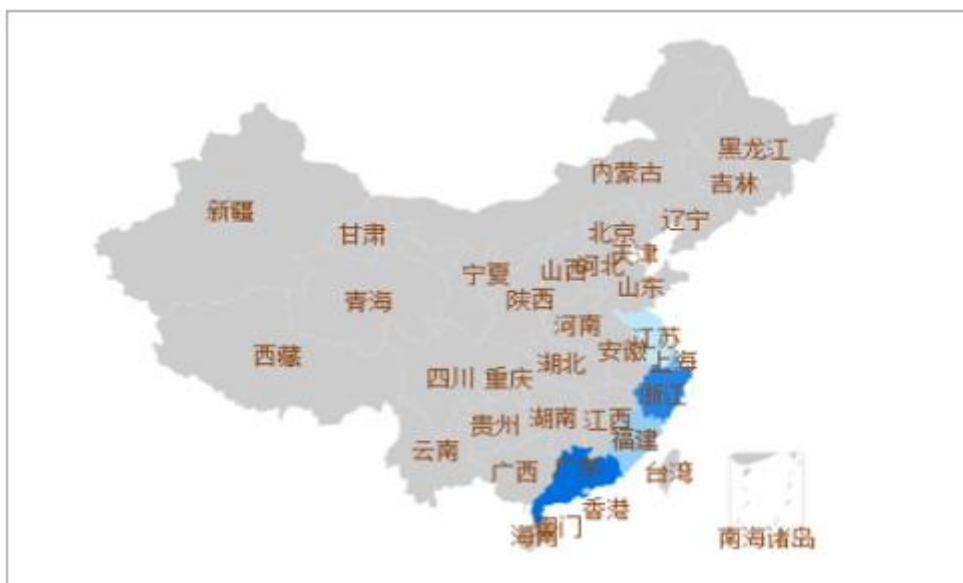 黑龙江
内蒙古
吉林
新疆
辽宁
甘肃
北京
天津
宁夏
山西
河北
山东
青海
陕西
河南
江苏
安徽
西藏
湖北
上海
四川
重庆
浙江
湖南
江西
贵州
福建
云南
广西
广东
台湾
香港
澳门
海南
南海诸岛